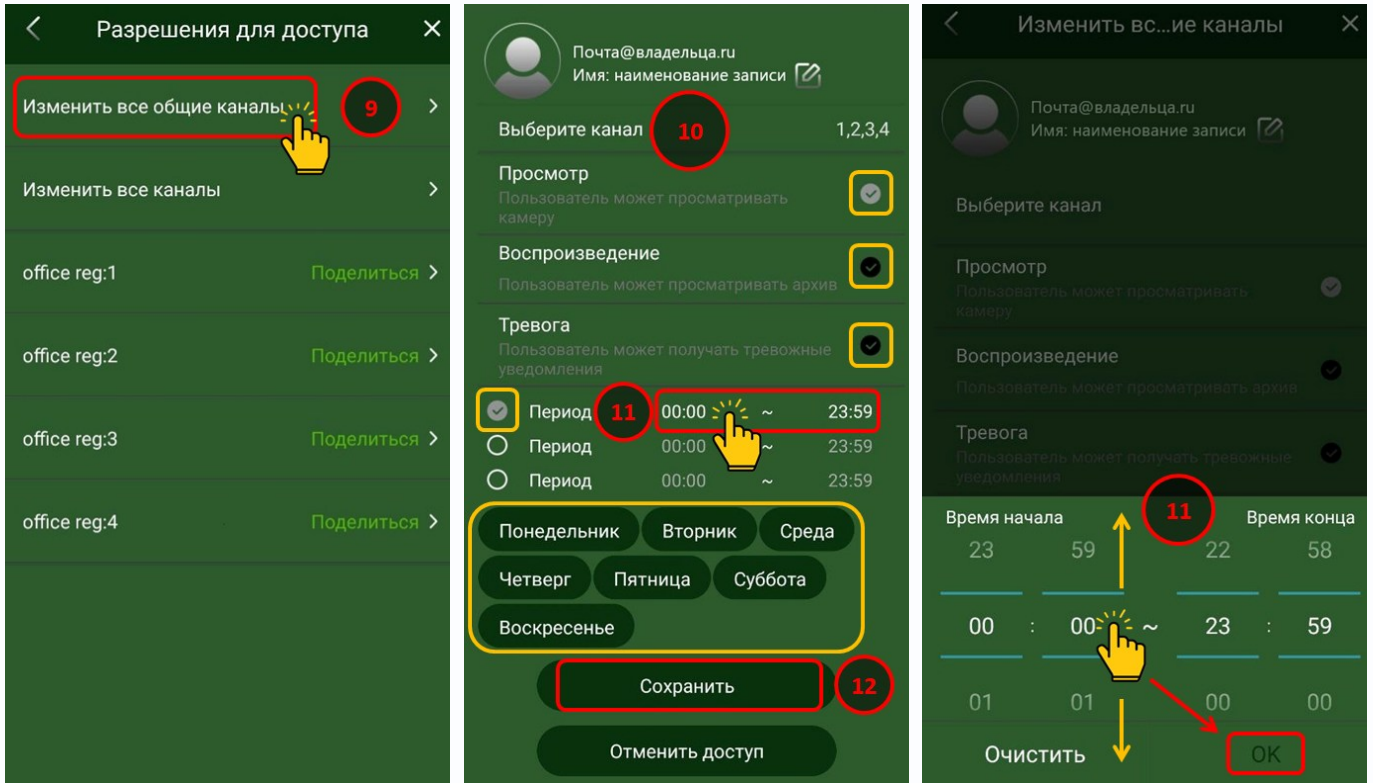 Разрешения для доступа
Изменить все общие каналы
9
Изменить все каналы
office reg:1 Поделиться
office reg:2 Поделиться
office reg:3 Поделиться
office reg:4 Поделиться
Почта@владельца.ru
Имя: наименование записи
Выберите канал 10 1,2,3,4
Просмотр
Пользователь может просматривать
камеру
Воспроизведение
Пользователь может просматривать архив
Тревога
Пользователь может получать тревожные
уведомления
Период 11 00:00 ~ 23:59
Период 00:00 ~ 23:59
Период 00:00 ~ 23:59
Понедельник Вторник Среда
Четверг Пятница Суббота
Воскресенье
Сохранить 12
Отменить доступ
Изменить вс...ие каналы
Почта@владельца.ru
Имя: наименование записи
Выберите канал
Просмотр
Пользователь может просматривать
камеру
Воспроизведение
Пользователь может просматривать архив
Тревога
Пользователь может получать тревожные
уведомления
Время начала 11 Время конца
23 59 22 58
00 : 00 ~ 23 : 59
01 01 00 00
Очистить OK